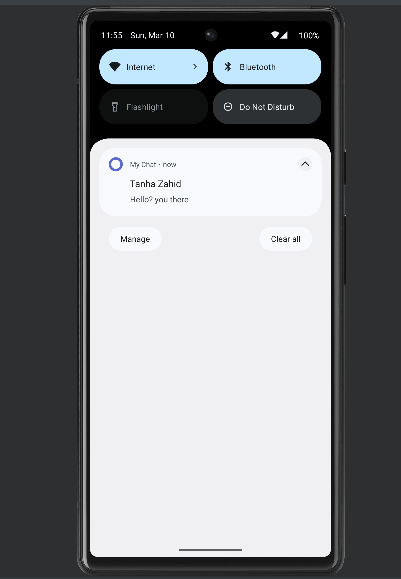 11:55 Sun, Mar 10 100%
Internet Bluetooth
Flashlight Do Not Disturb
My Chat • now
Tanha Zahid
Hello? you there
Manage Clear all